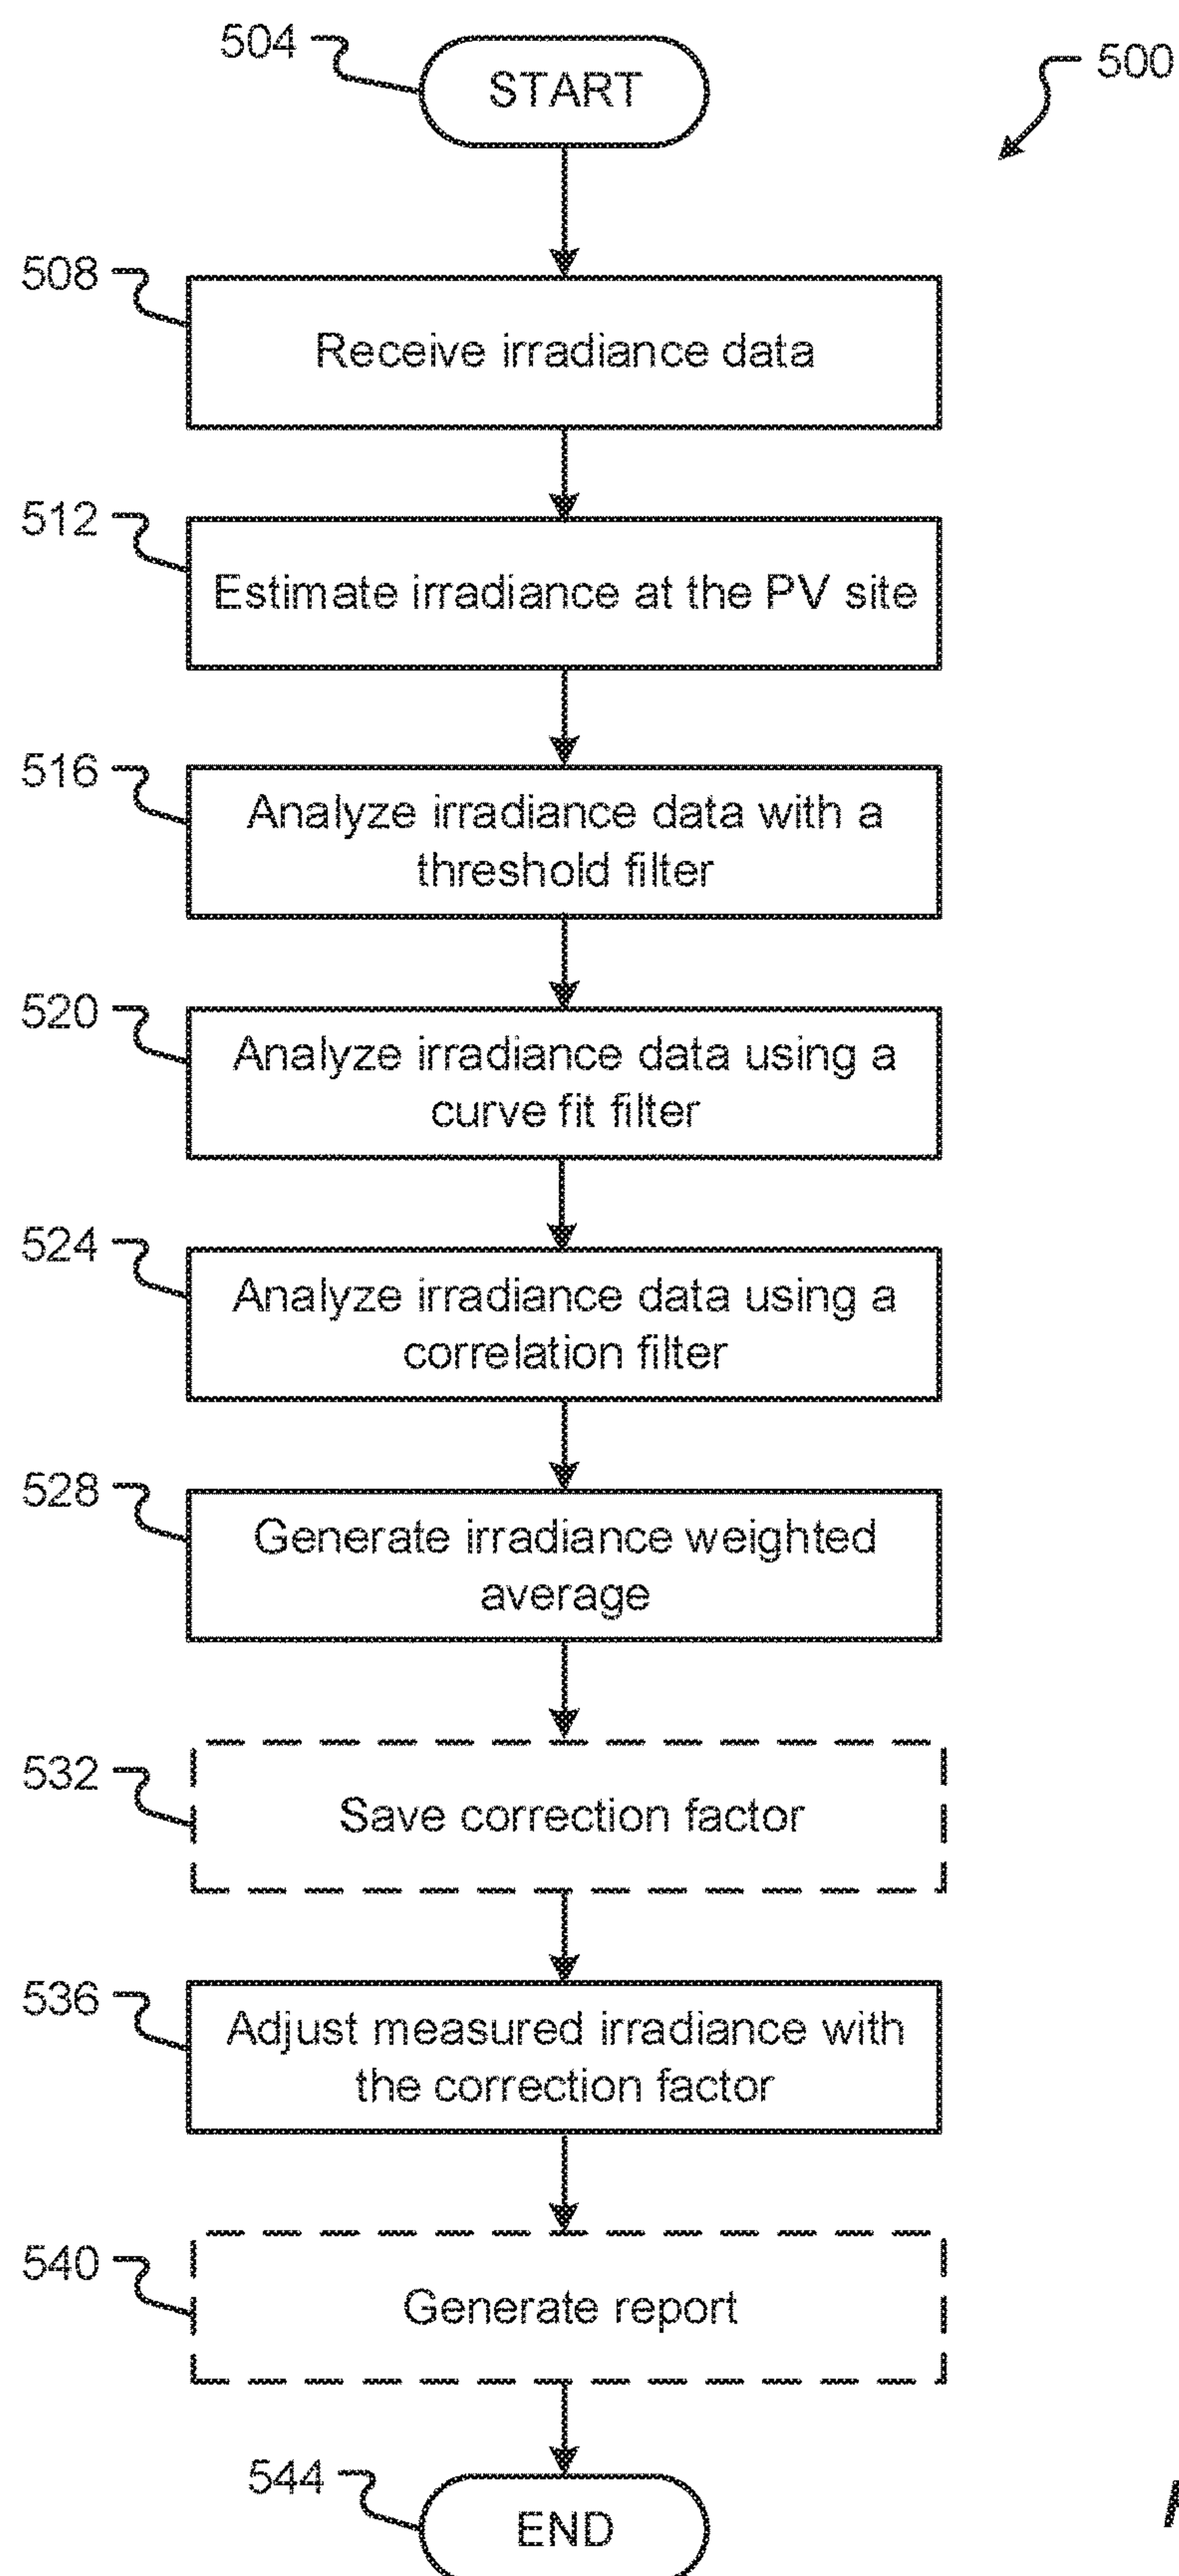 504
START
500
508
Receive irradiance data
512
Estimate irradiance at the PV site
516
Analyze irradiance data with a
threshold filter
520
Analyze irradiance data using a
curve fit filter
524
Analyze irradiance data using a
correlation filter
528
Generate irradiance weighted
average
532
Save correction factor
536
Adjust measured irradiance with
the correction factor
540
Generate report
544
END